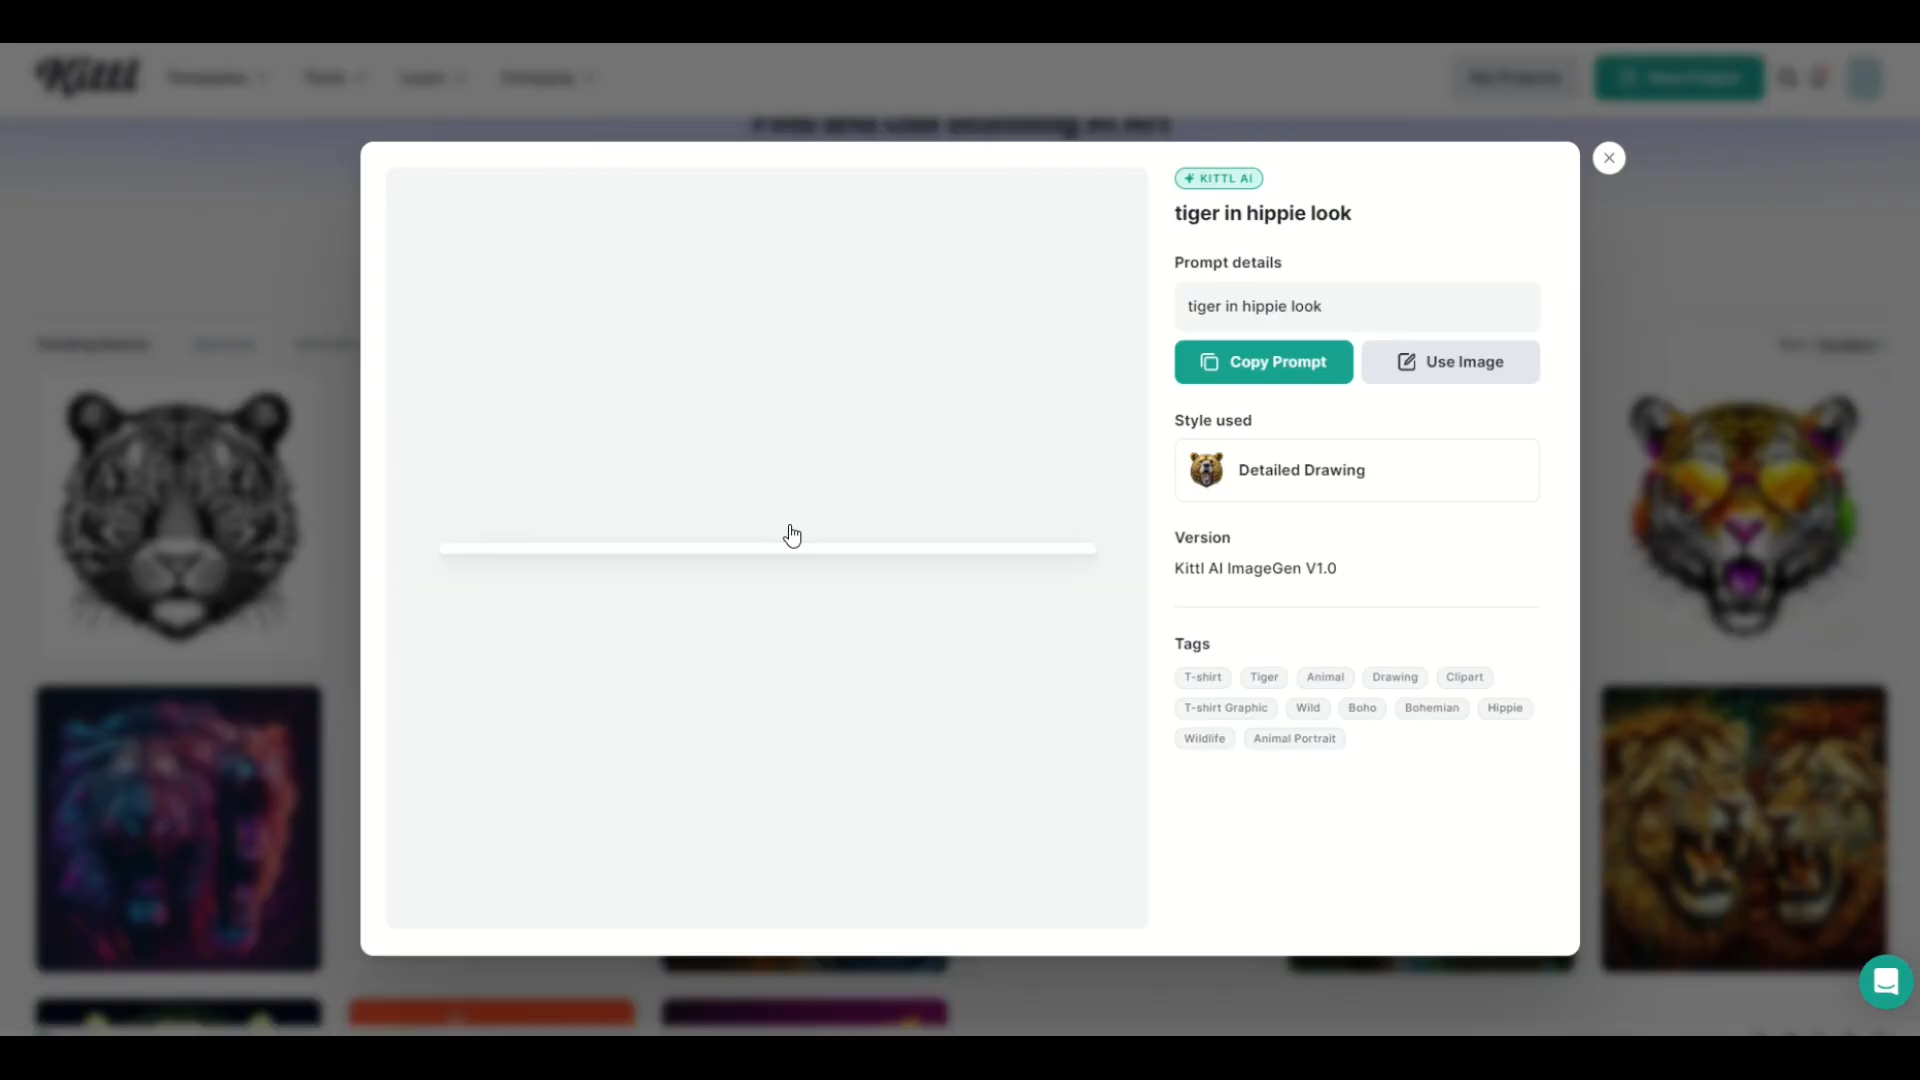 Kittl
KITTL AI
tiger in hippie look
Prompt details
tiger in hippie look
Copy Prompt
Use Image
Style used
Detailed Drawing
Version
Kittl AI ImageGen V1.0
Tags
T-shirt Tiger Animal Drawing Clipart
T-shirt Graphic Wild Boho Bohemian Hippie
Wildlife Animal Portrait